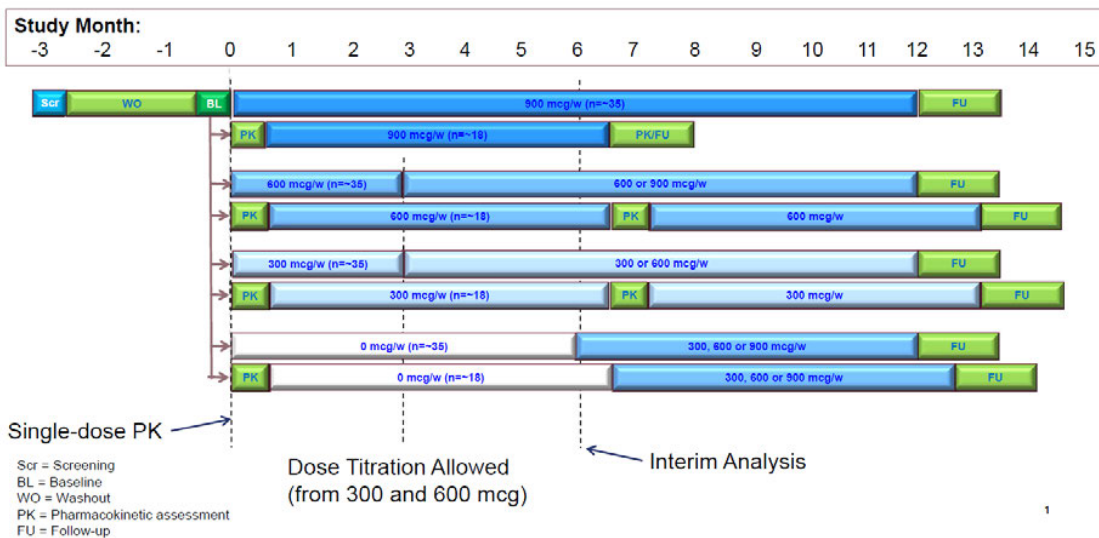 Study Month:
-3 -2 -1 0 1 2 3 4 5 6 7 8 9 10 11 12 13 14 15
Scr WO BL 900 mcg/w (n=~35) FU
PK 900 mcg/w (n=~18) PK/FU
600 mcg/w (n=~35) 600 or 900 mcg/w FU
PK 600 mcg/w (n=~18) PK 600 mcg/w FU
300 mcg/w (n=~35) 300 or 600 mcg/w FU
PK 300 mcg/w (n=~18) PK 300 mcg/w FU
0 mcg/w (n=~35) 300, 600 or 900 mcg/w FU
PK 0 mcg/w (n=~18) 300, 600 or 900 mcg/w FU
Single-dose PK
Dose Titration Allowed
(from 300 and 600 mcg)
Interim Analysis
Scr = Screening
BL = Baseline
WO = Washout
PK = Pharmacokinetic assessment
FU = Follow-up
1